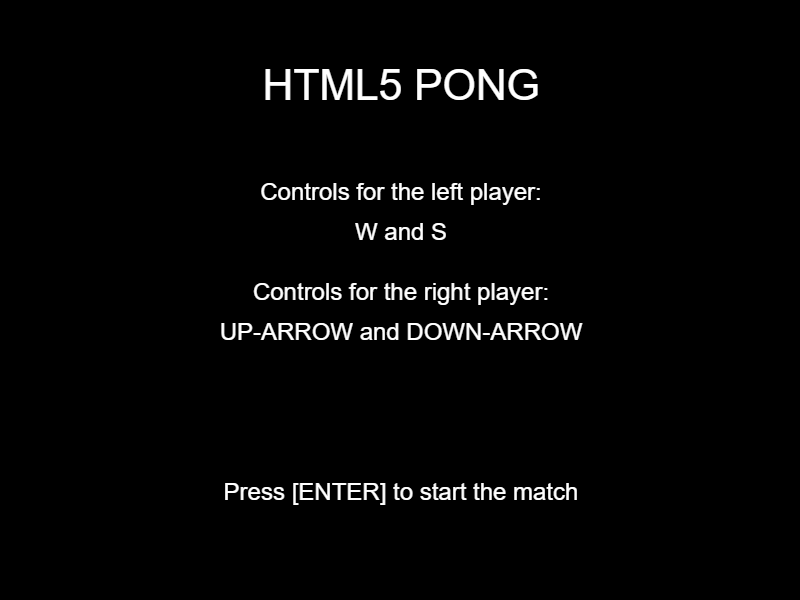 HTML5 PONG
Controls for the left player:
W and S
Controls for the right player:
UP-ARROW and DOWN-ARROW
Press [ENTER] to start the match